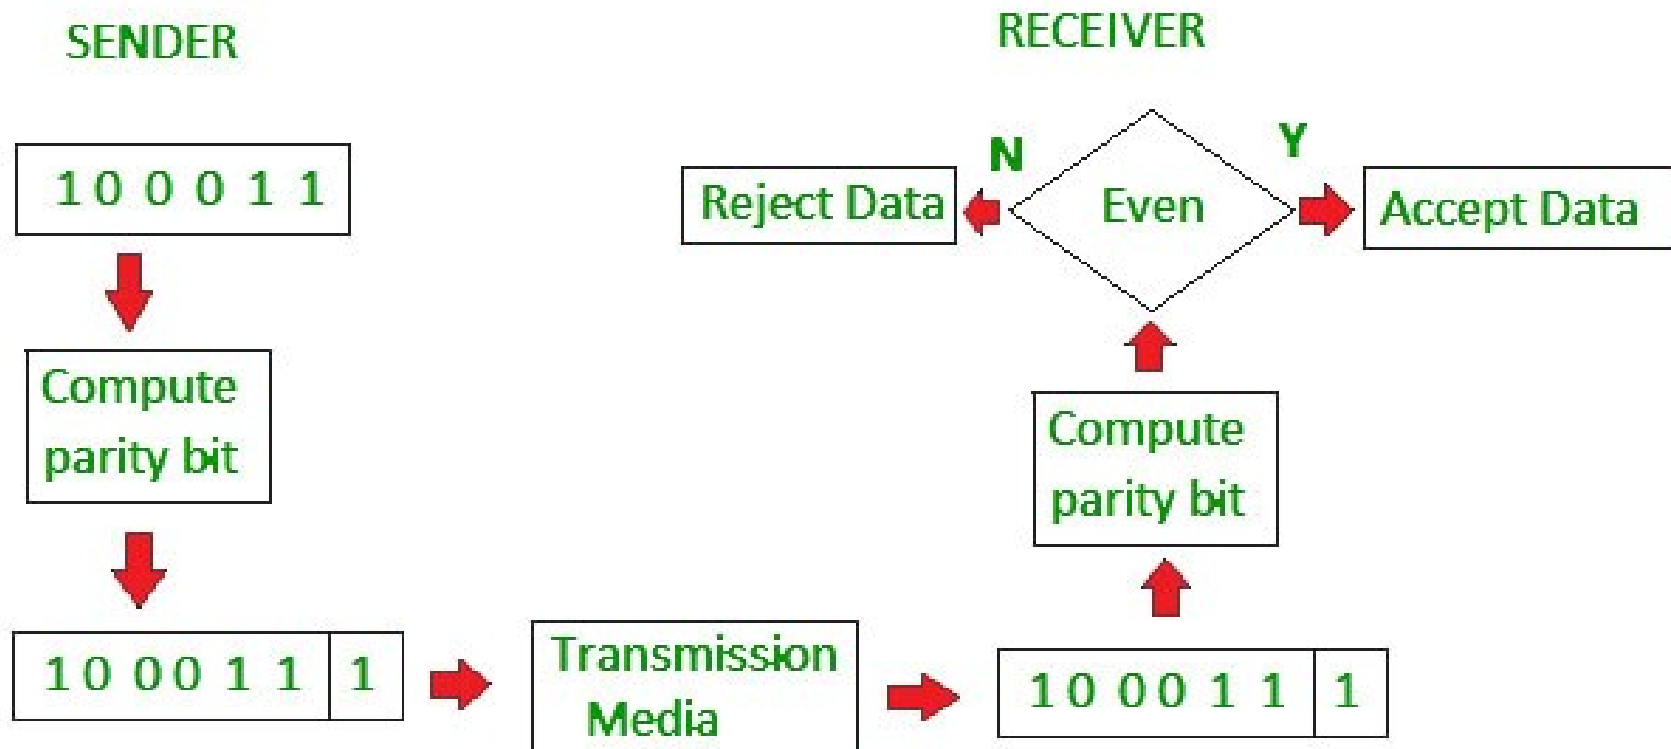 SENDER
1 0 0 0 1 1
Compute
parity bit
1 0 0 0 1 1 1
Transmission
Media
RECEIVER
N
Y
Reject Data
Even
Accept Data
Compute
parity bit
1 0 0 0 1 1 1